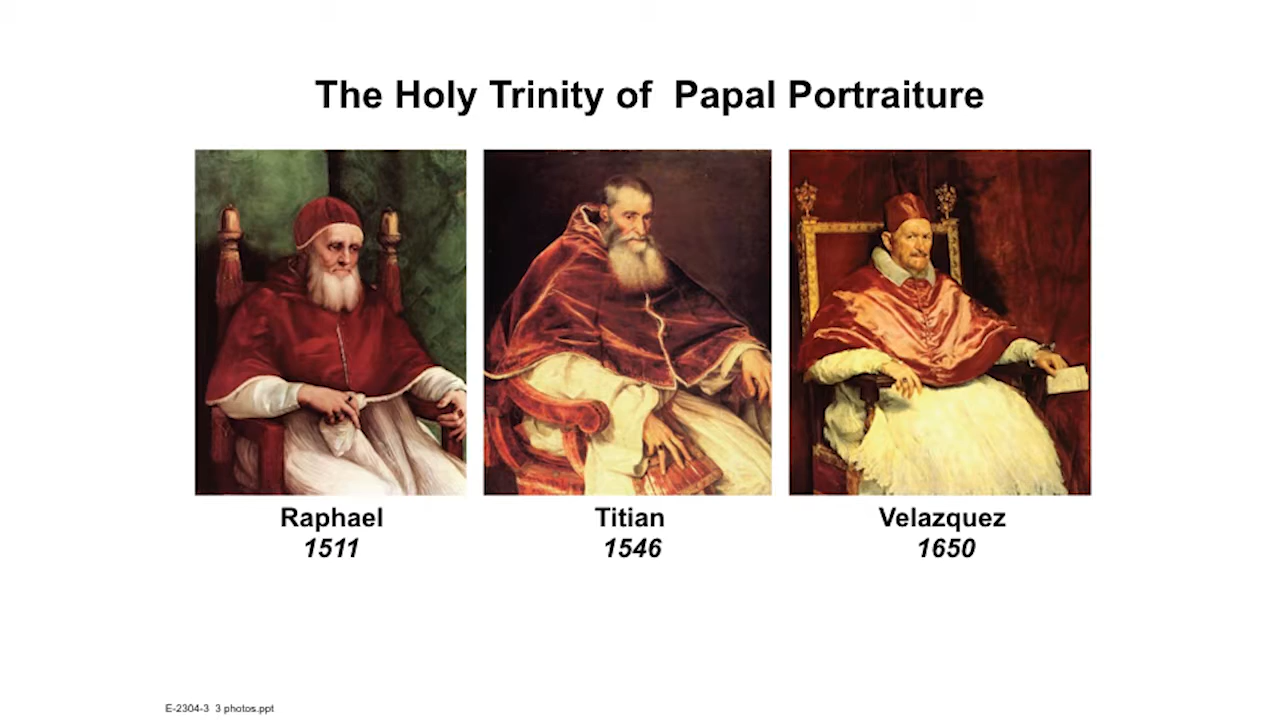 The Holy Trinity of  Papal Portraiture
Raphael
1511
Titian
1546
Velazquez
1650
E-2304-3  3 photos.ppt